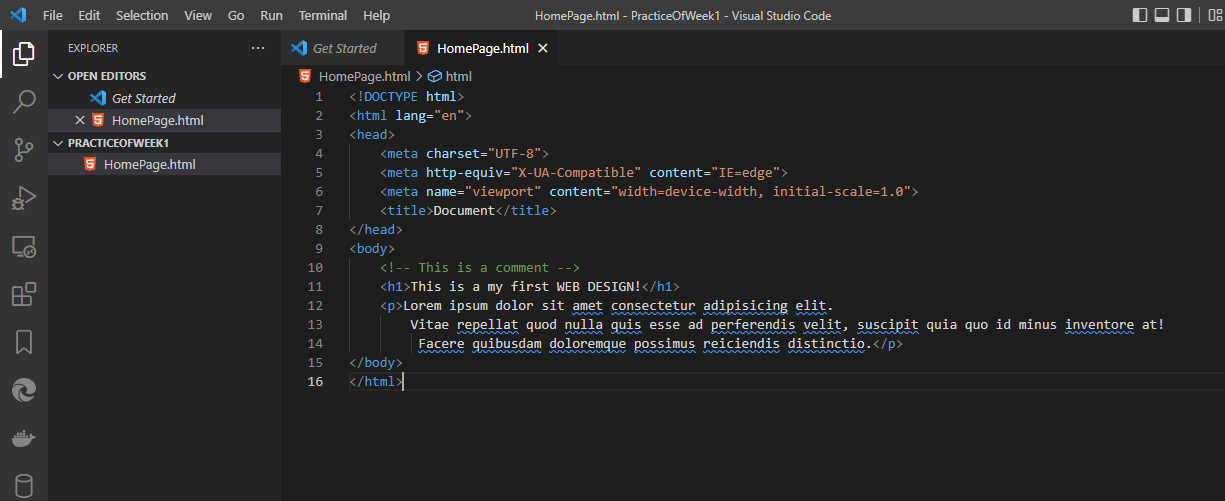 File Edit Selection View Go Run Terminal Help HomePage.html - PracticeOfWeek1 - Visual Studio Code
EXPLORER ···
OPEN EDITORS
Get Started
HomePage.html
PRACTICEOFWEEK1
HomePage.html
Get Started HomePage.html
HomePage.html > html
1 <!DOCTYPE html>
2 <html lang="en">
3 <head>
4 <meta charset="UTF-8">
5 <meta http-equiv="X-UA-Compatible" content="IE=edge">
6 <meta name="viewport" content="width=device-width, initial-scale=1.0">
7 <title>Document</title>
8 </head>
9 <body>
10 <!-- This is a comment -->
11 <h1>This is a my first WEB DESIGN!</h1>
12 <p>Lorem ipsum dolor sit amet consectetur adipisicing elit.
13 Vitae repellat quod nulla quis esse ad perferendis velit, suscipit quia quo id minus inventore at!
14 Facere quibusdam doloremque possimus reiciendis distinctio.</p>
15 </body>
16 </html>